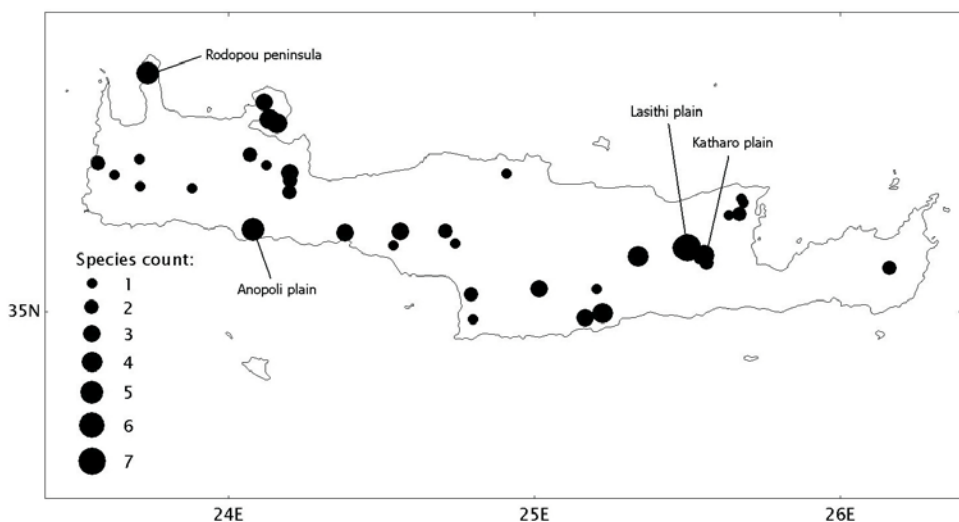 Rodopou peninsula
Lasithi plain
Katharo plain
Species count:
1
2
3
4
5
6
7
Anopoli plain
35N
24E
25E
26E